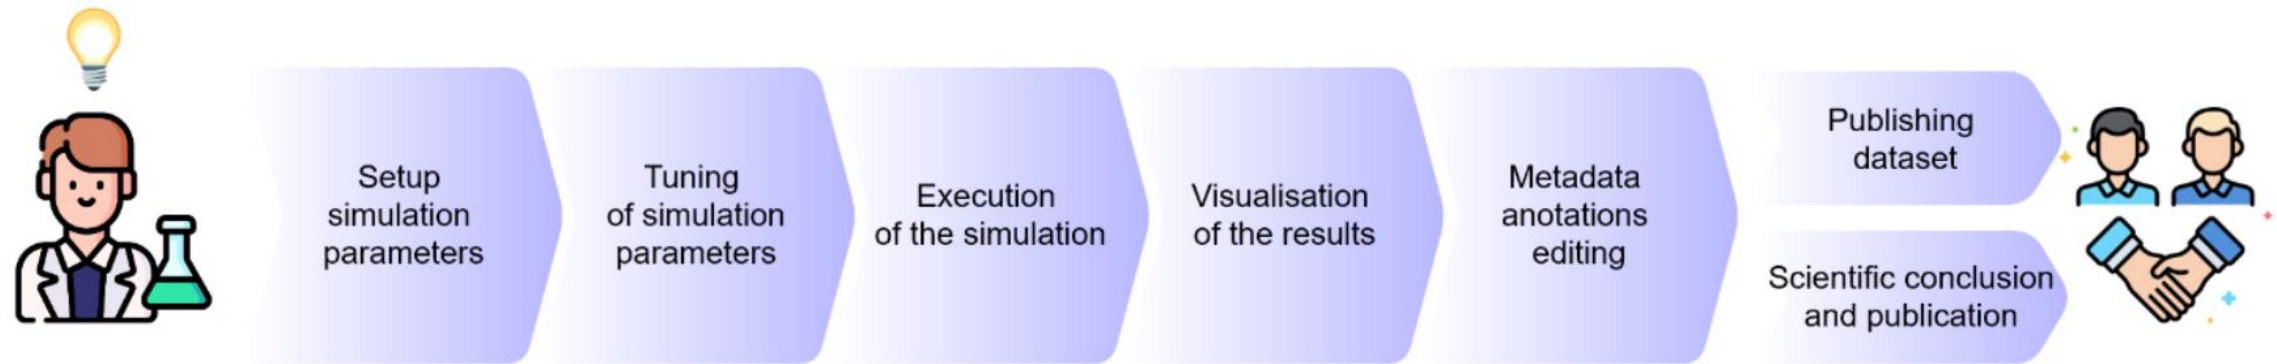 Setup
simulation
parameters
Tuning
of simulation
parameters
Execution
of the simulation
Visualisation
of the results
Metadada
anotations
editing
Publishing
dataset
Scientific conclusion
and publication